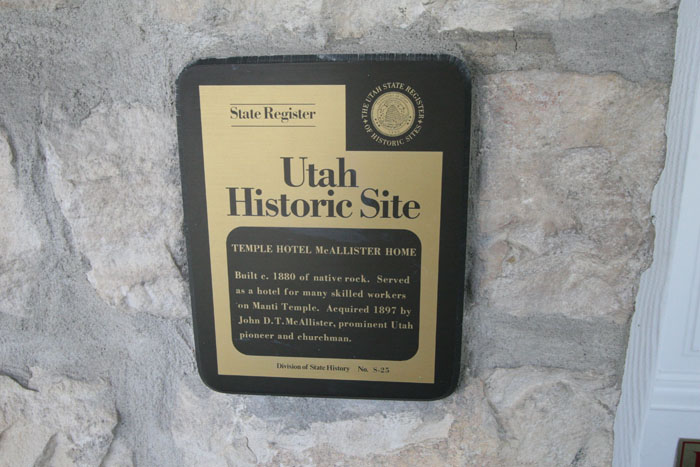 State Register
THE UTAH STATE REGISTER
OF HISTORIC SITES
Utah
Historic Site
TEMPLE HOTEL McALLISTER HOME
Built c. 1880 of native rock. Served
as a hotel for many skilled workers
on Manti Temple. Acquired 1897 by
John D.T. McAllister, prominent Utah
pioneer and churchman.
Division of State History No. S-25